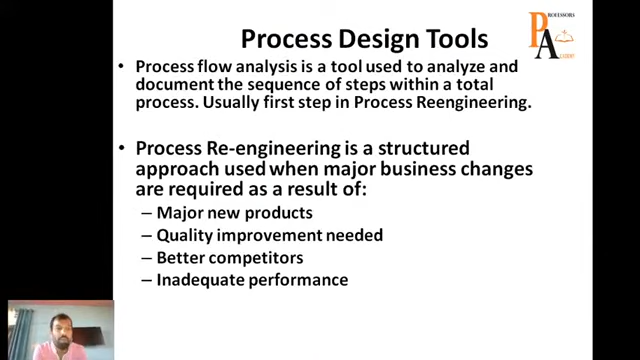 Process Design Tools
PROFESSORS
ACADEMY
• Process flow analysis is a tool used to analyze and
document the sequence of steps within a total
process. Usually first step in Process Reengineering.
• Process Re-engineering is a structured
approach used when major business changes
are required as a result of:
– Major new products
– Quality improvement needed
– Better competitors
– Inadequate performance